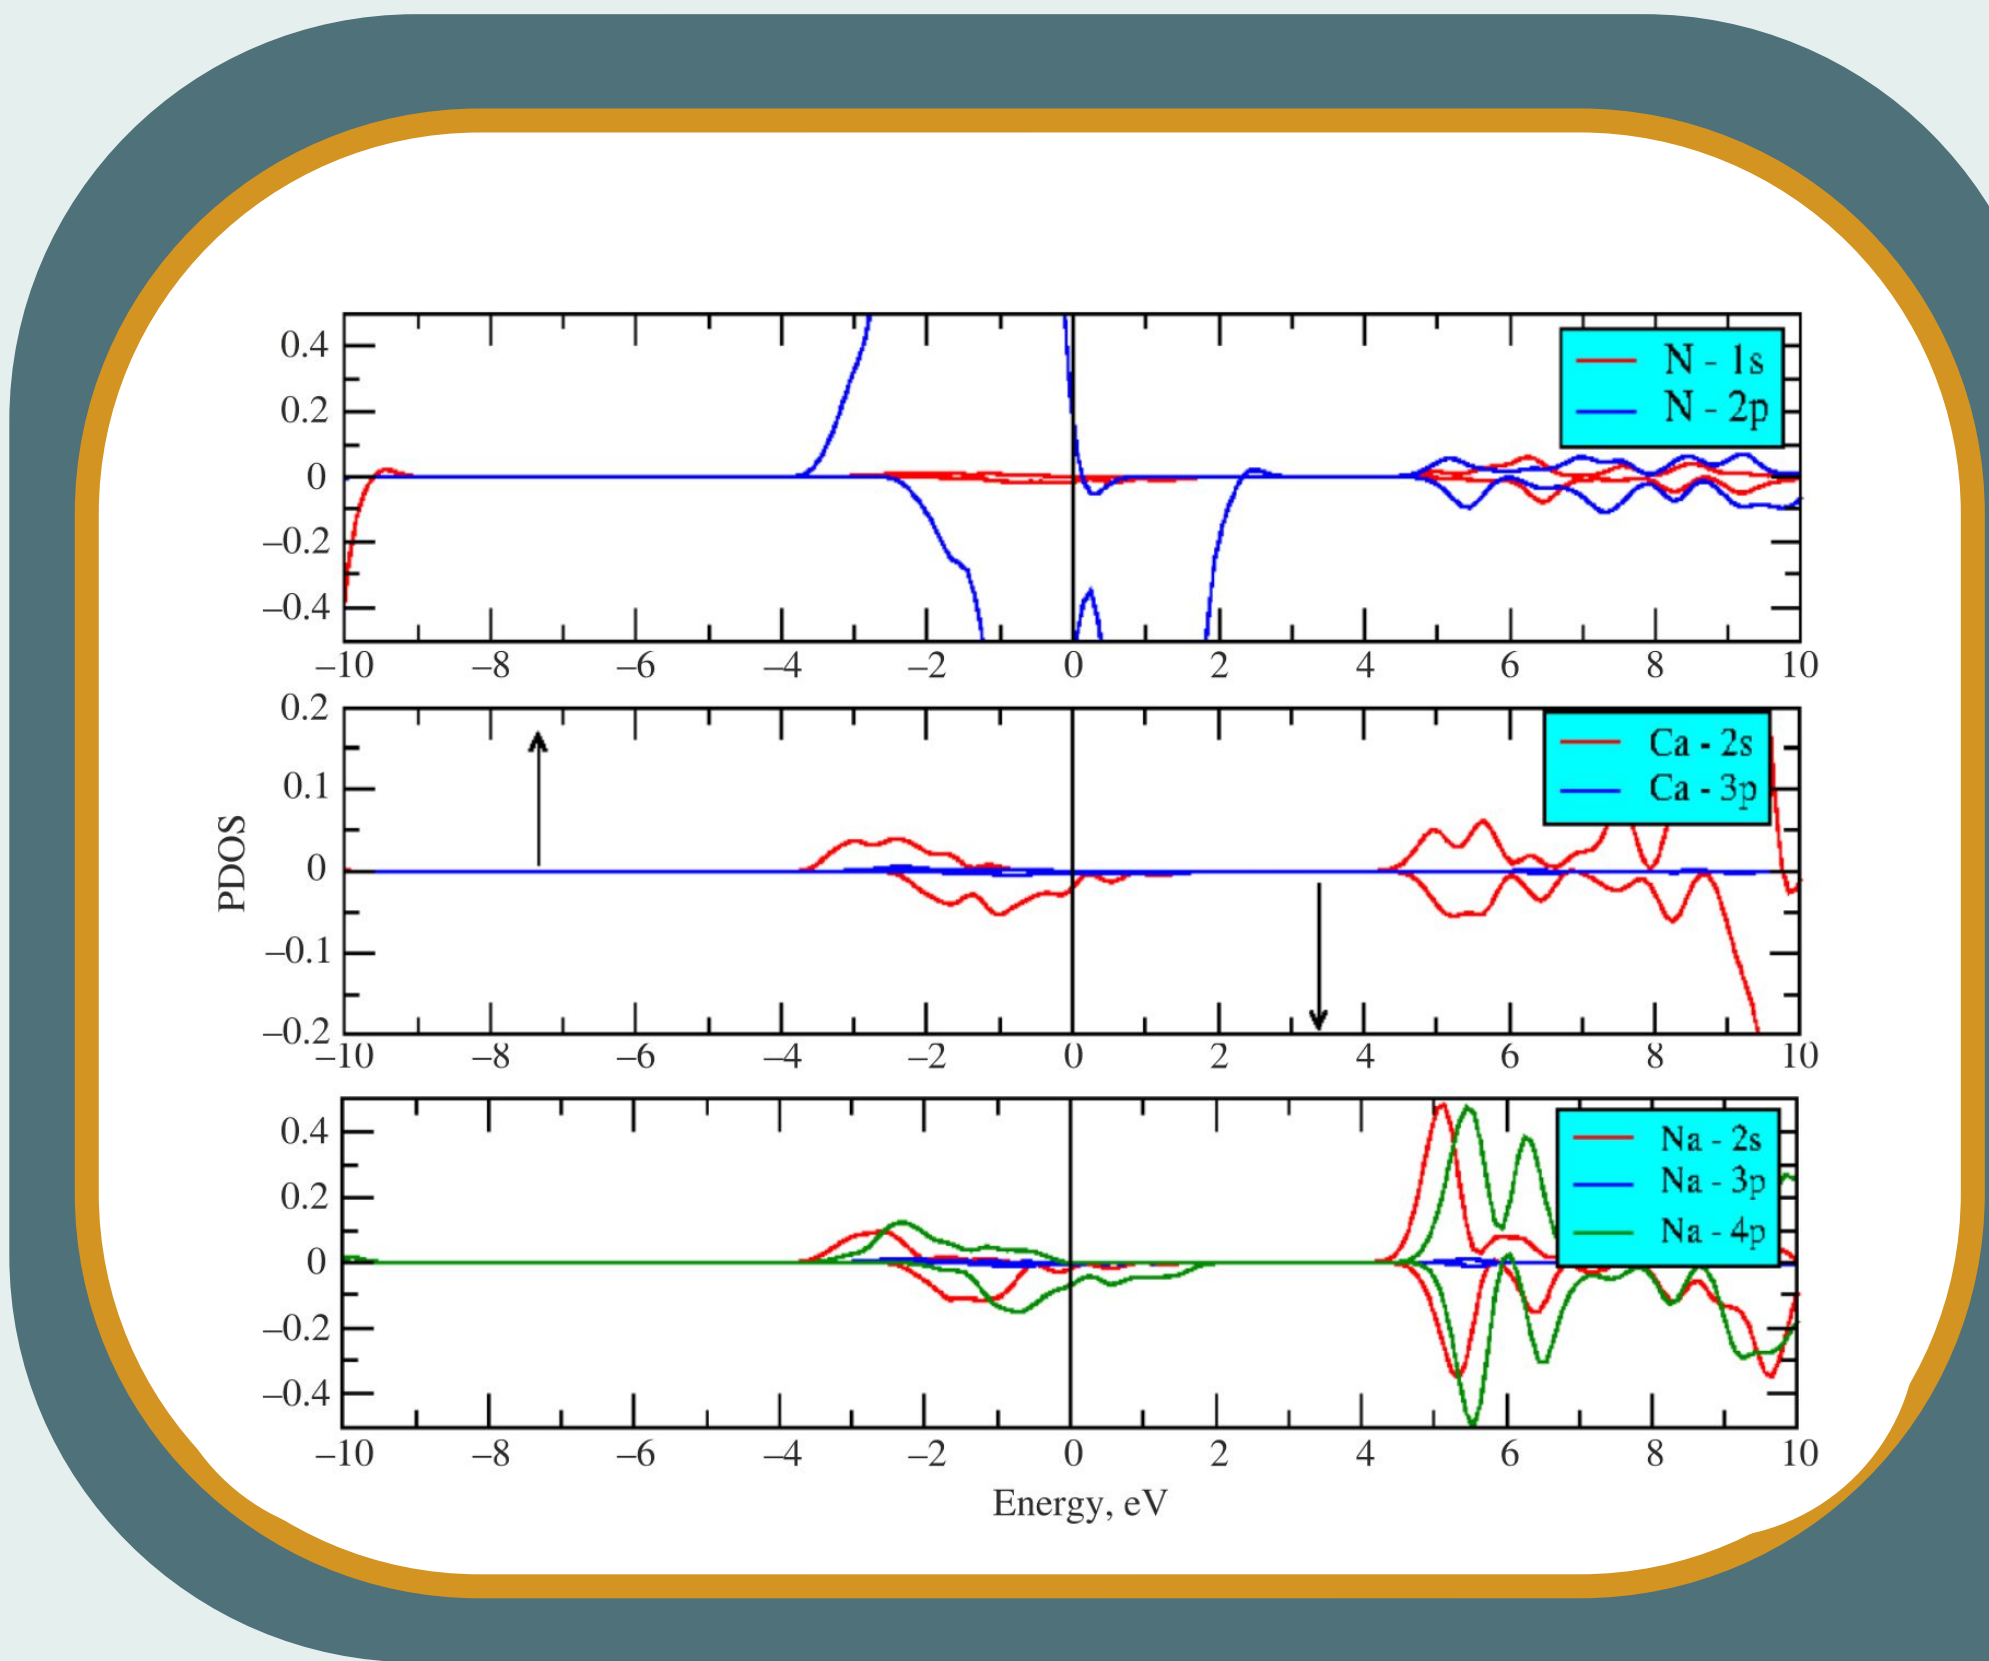 0.4
0.2
0
–0.2
–0.4
N - 1s
N - 2p
–10 –8 –6 –4 –2 0 2 4 6 8 10
PDOS
0.2
0.1
0
–0.1
–0.2
Ca - 2s
Ca - 3p
–10 –8 –6 –4 –2 0 2 4 6 8 10
0.4
0.2
0
–0.2
–0.4
Na - 2s
Na - 3p
Na - 4p
–10 –8 –6 –4 –2 0 2 4 6 8 10
Energy, eV